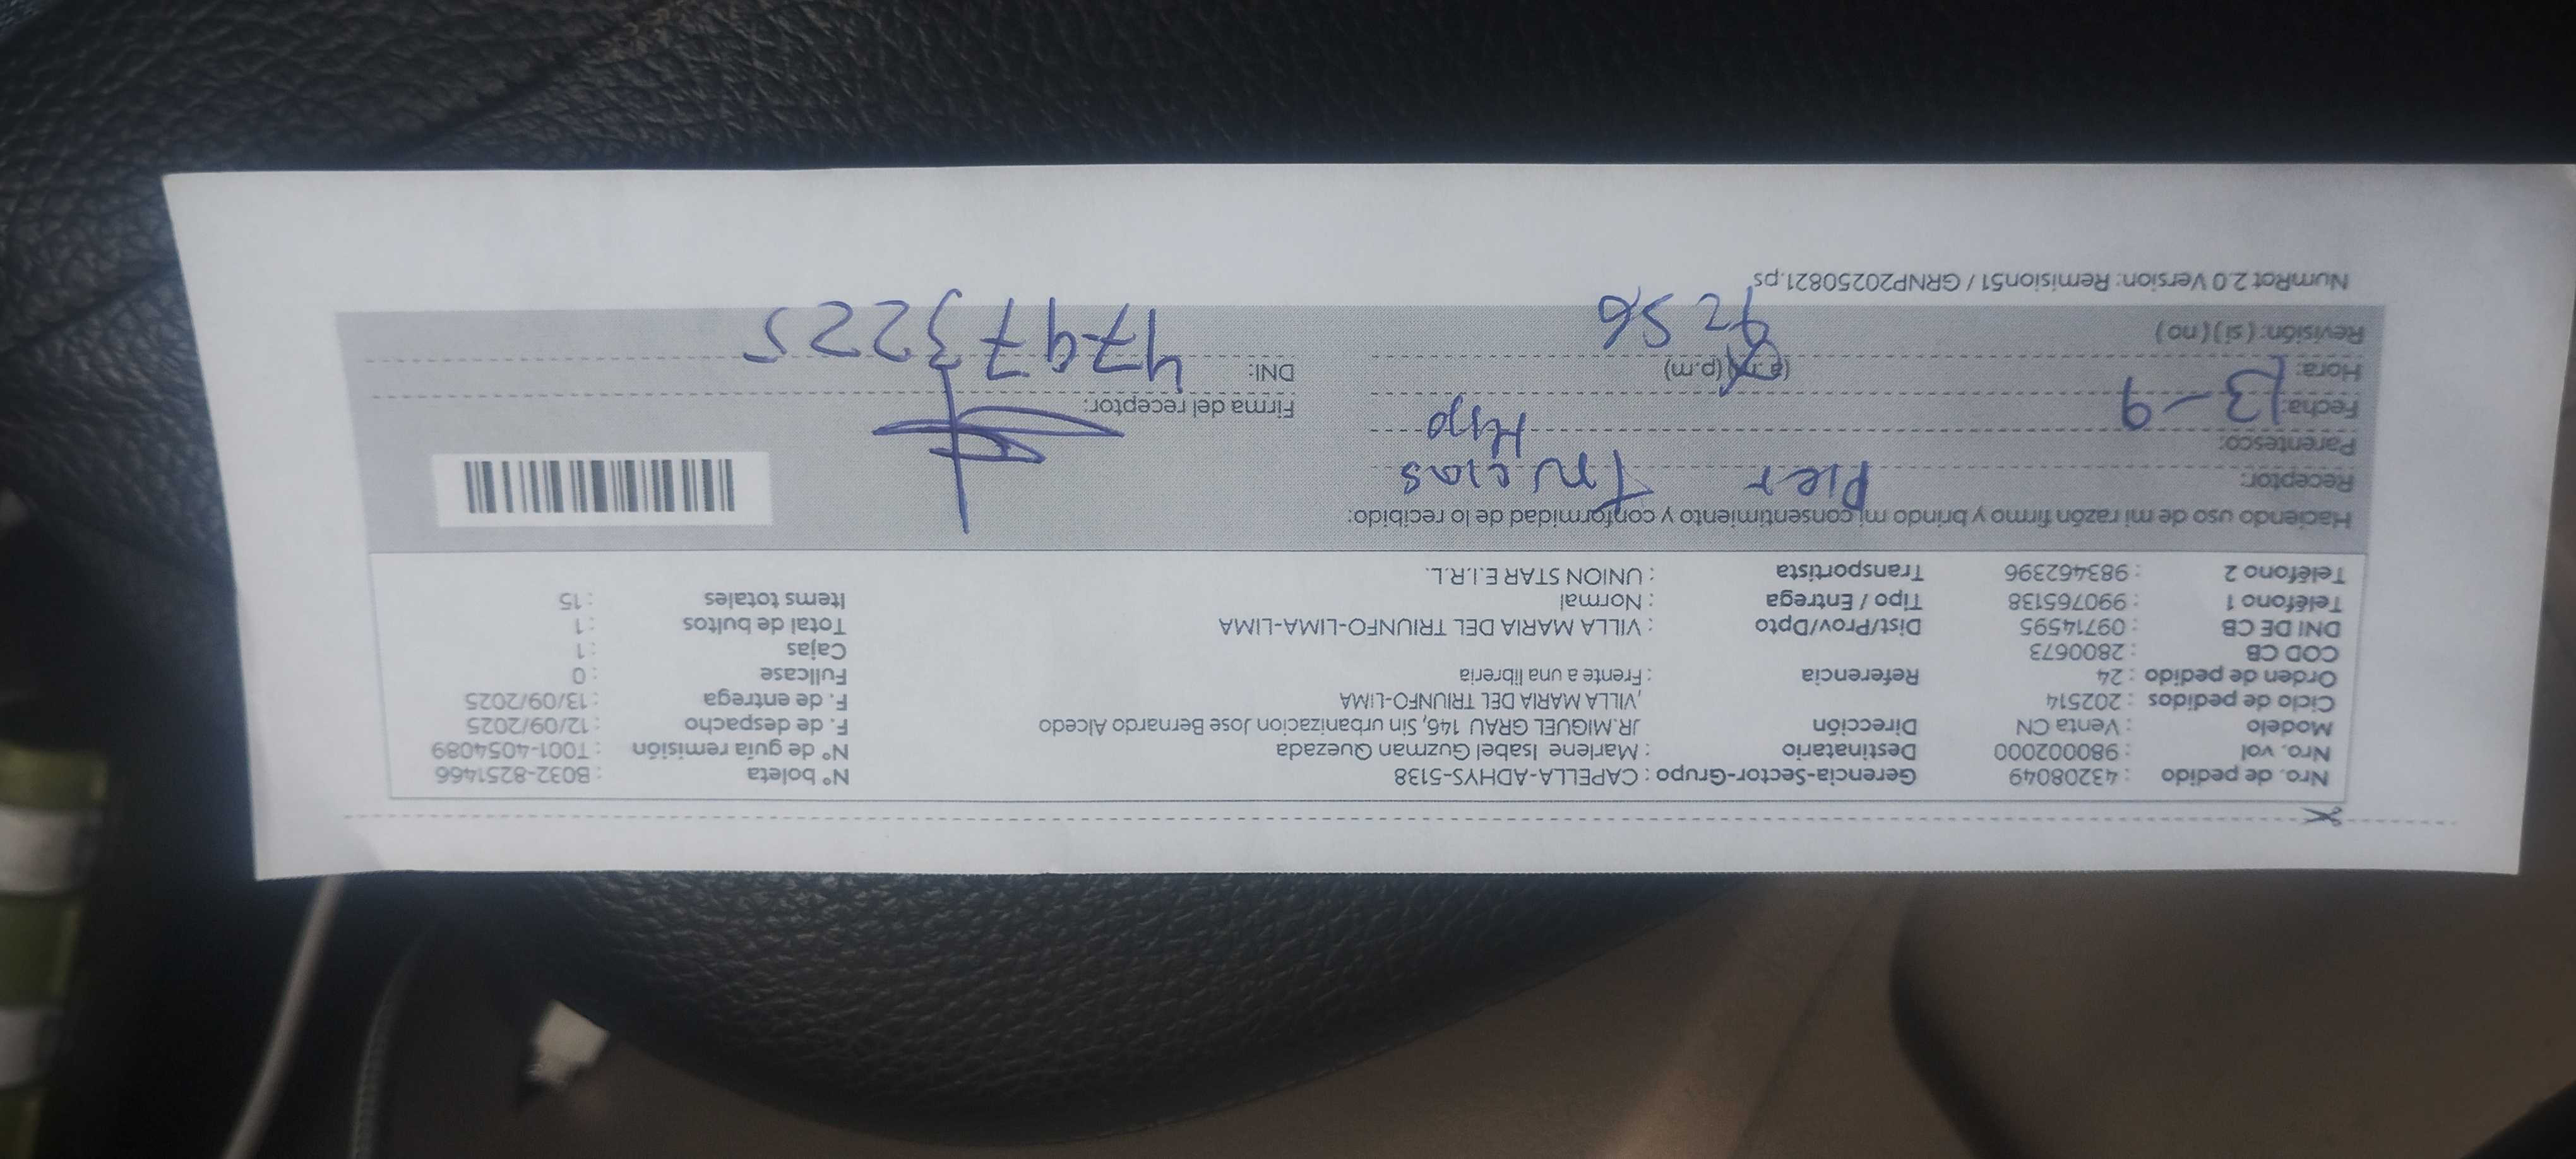 Nro. de pedido : 43208049 Gerencia-Sector-Grupo : CAPELLA-ADHYS-5138 N° boleta : B032-8251466
Nro. vol : 980002000 Destinatario : Marlene Isabel Guzman Quezada N° de guía remisión : T001-4054089
Modelo : Venta CN Dirección JR.MIGUEL GRAU 146, Sin urbanizacion Jose Bernardo Alcedo F. de despacho : 12/09/2025
Ciclo de pedidos : 202514 ,VILLA MARIA DEL TRIUNFO-LIMA F. de entrega : 13/09/2025
Orden de pedido : 24 Referencia : Frente a una libreria Fullcase : 0
COD CB : 2800673 Cajas : 1
DNI DE CB : 09714595 Dist/Prov/Dpto : VILLA MARIA DEL TRIUNFO-LIMA-LIMA Total de bultos : 1
Teléfono 1 : 990765138 Tipo / Entrega : Normal Items totales : 15
Teléfono 2 : 983462396 Transportista : UNION STAR E.I.R.L.
Haciendo uso de mi razón firmo y brindo mi consentimiento y conformidad de lo recibido:
Receptor: Pier
Parentesco: Hijo
Fecha: 13-9 Firma del receptor:
Hora: (a.m) (p.m) 9:56 DNI: 47973225
Revisión: (si) (no)
NumRot 2.0 Version: Remision51 / GRNP20250821.ps